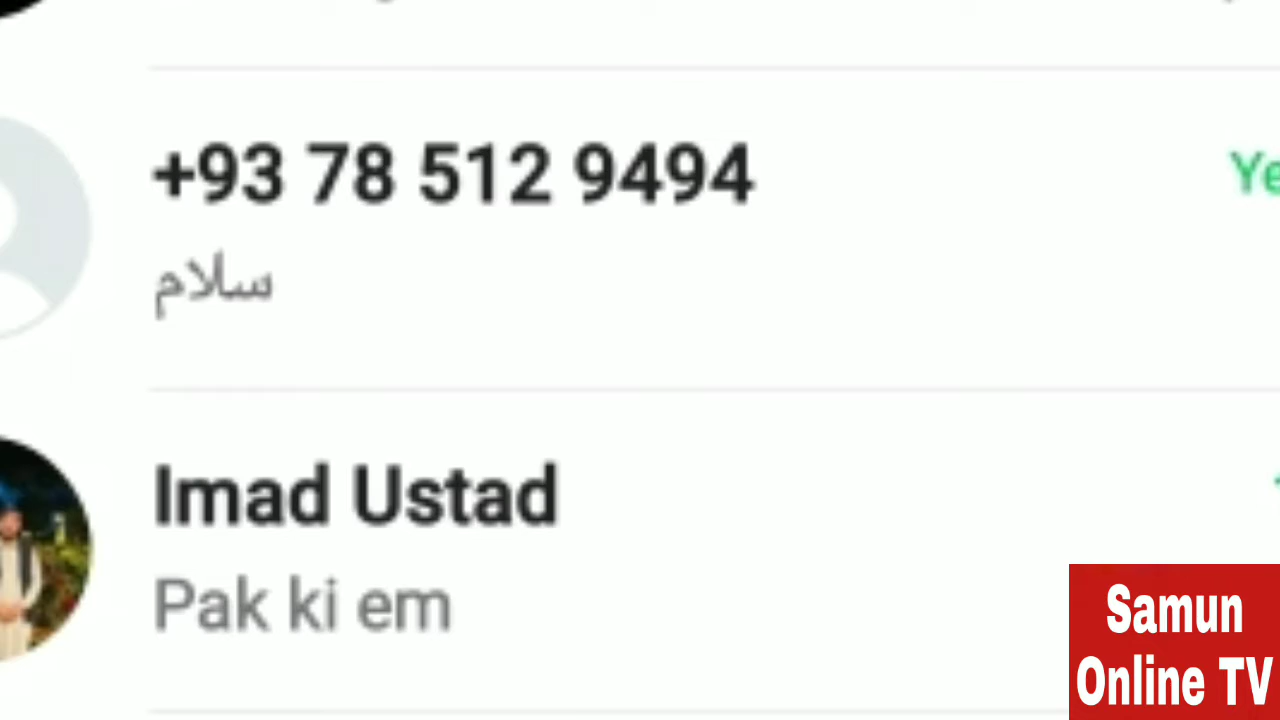 +93 78 512 9494
سلام
Imad Ustad
Pak ki em
Samun
Online TV